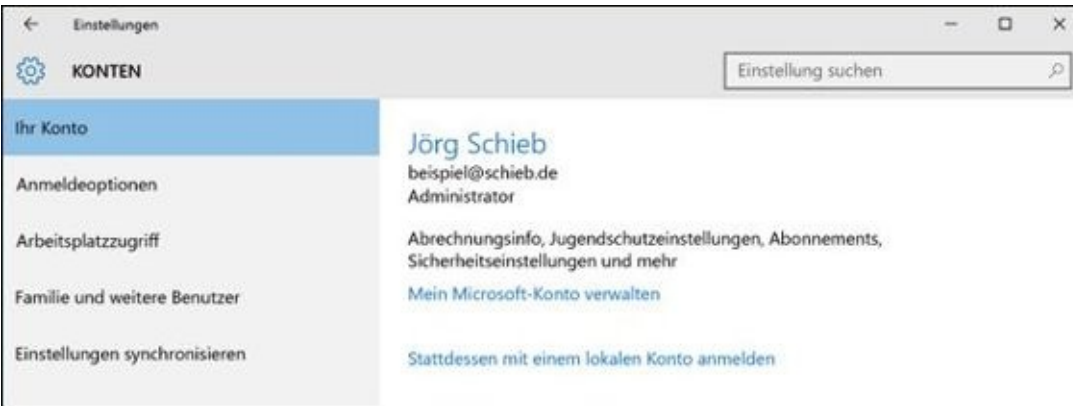 Einstellungen
KONTEN
Einstellung suchen
Ihr Konto
Anmeldeoptionen
Arbeitsplatzzugriff
Familie und weitere Benutzer
Einstellungen synchronisieren
Jörg Schieb
beispiel@schieb.de
Administrator
Abrechnungsinfo, Jugendschutzeinstellungen, Abonnements,
Sicherheitseinstellungen und mehr
Mein Microsoft-Konto verwalten
Stattdessen mit einem lokalen Konto anmelden